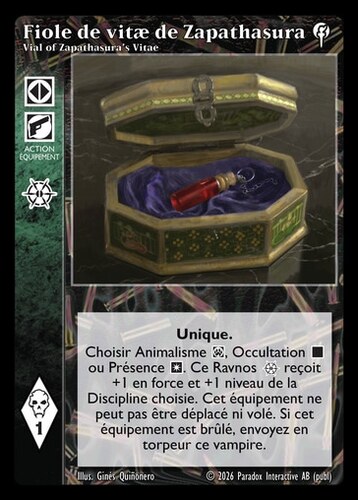 Fiole de vitæ de Zapathasura
Vial of Zapathasura's Vitae
ACTION
ÉQUIPEMENT
Unique.
Choisir Animalisme, Occultation
ou Présence. Ce Ravnos reçoit
+1 en force et +1 niveau de la
Discipline choisie. Cet équipement ne
peut pas être déplacé ni volé. Si cet
équipement est brûlé, envoyez en
torpeur ce vampire.
1
Illus: Ginés Quiñonero
© 2026 Paradox Interactive AB (publ)